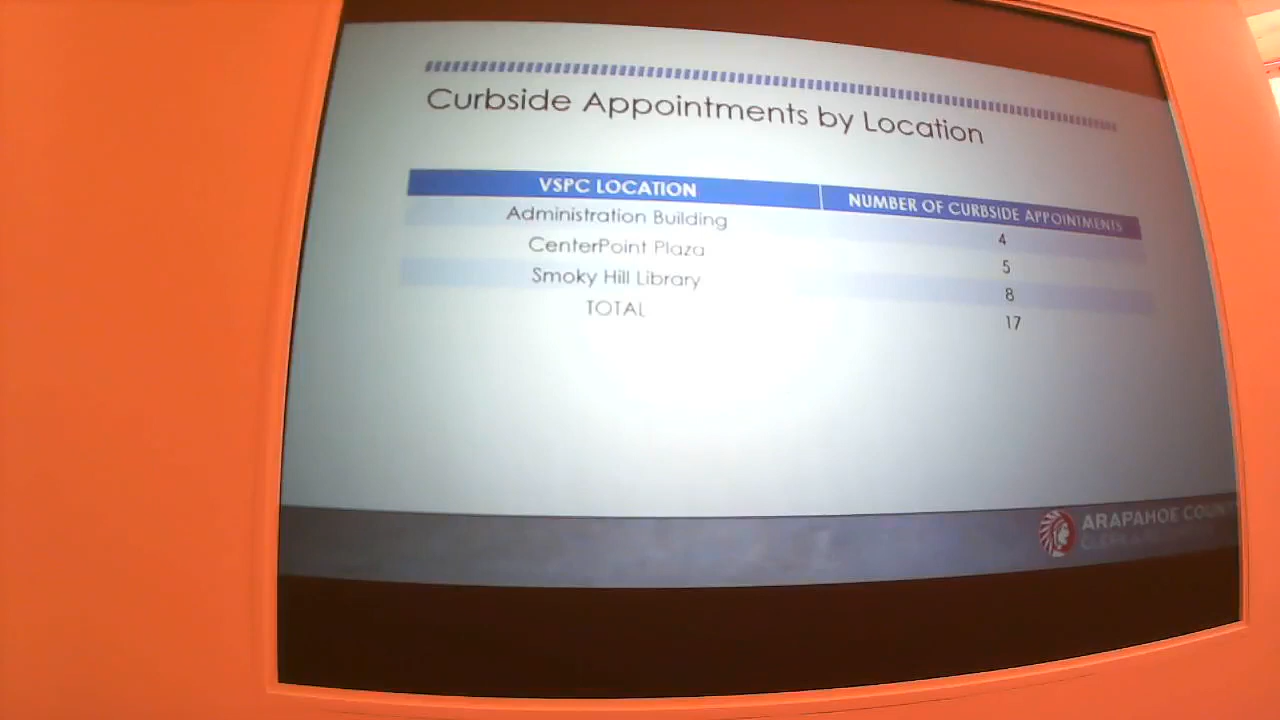 Curbside Appointments by Location
VSPC LOCATION NUMBER OF CURBSIDE APPOINTMENTS
Administration Building 4
CenterPoint Plaza 5
Smoky Hill Library 8
TOTAL 17
ARAPAHOE